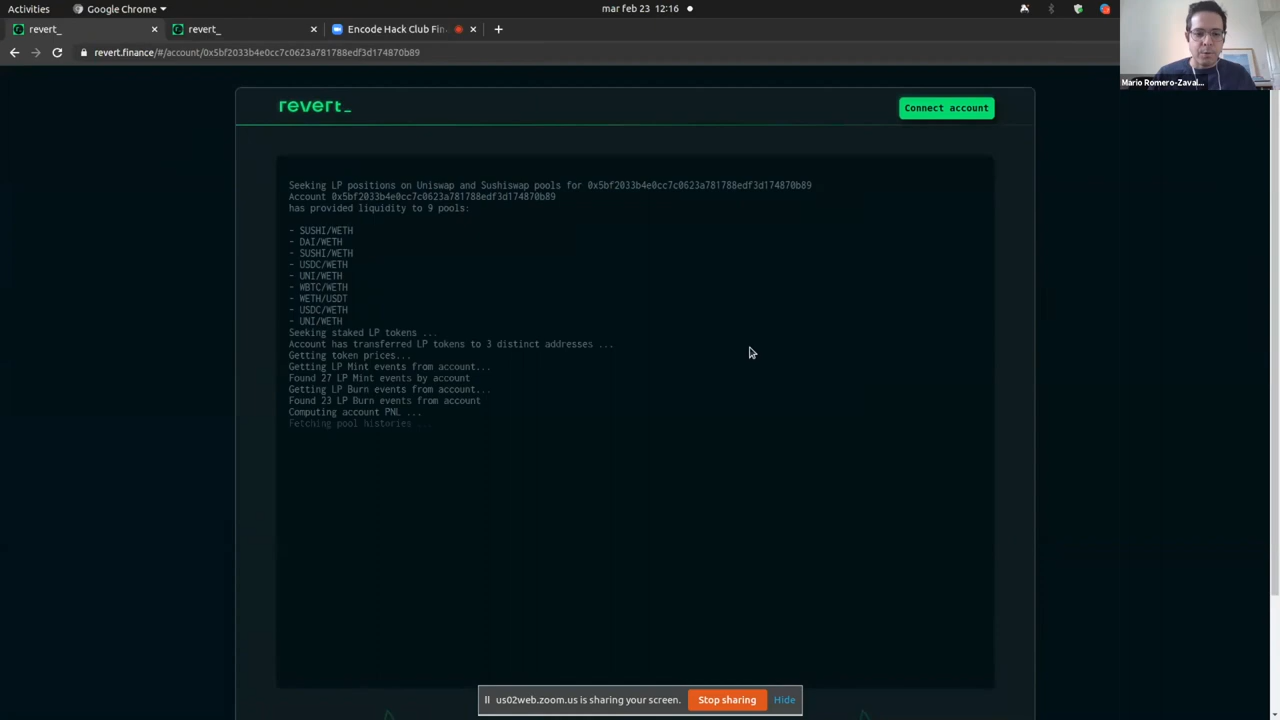 Activities
Google Chrome
mar feb 23 12:16
revert_
revert_
Encode Hack Club Fin
revert.finance/#/account/0x5bf2033b4e0cc7c0623a781788edf3d174870b89
Mario Romero-Zaval...
revert_
Connect account
Seeking LP positions on Uniswap and Sushiswap pools for 0x5bf2033b4e0cc7c0623a781788edf3d174870b89
Account 0x5bf2033b4e0cc7c0623a781788edf3d174870b89
has provided liquidity to 9 pools:
- SUSHI/WETH
- DAI/WETH
- SUSHI/WETH
- USDC/WETH
- UNI/WETH
- WBTC/WETH
- WETH/USDT
- USDC/WETH
- UNI/WETH
Seeking staked LP tokens ...
Account has transferred LP tokens to 3 distinct addresses ...
Getting token prices...
Getting LP Mint events from account...
Found 27 LP Mint events by account
Getting LP Burn events from account...
Found 23 LP Burn events from account
Computing account PNL ...
Fetching pool histories ...
us02web.zoom.us is sharing your screen.
Stop sharing
Hide